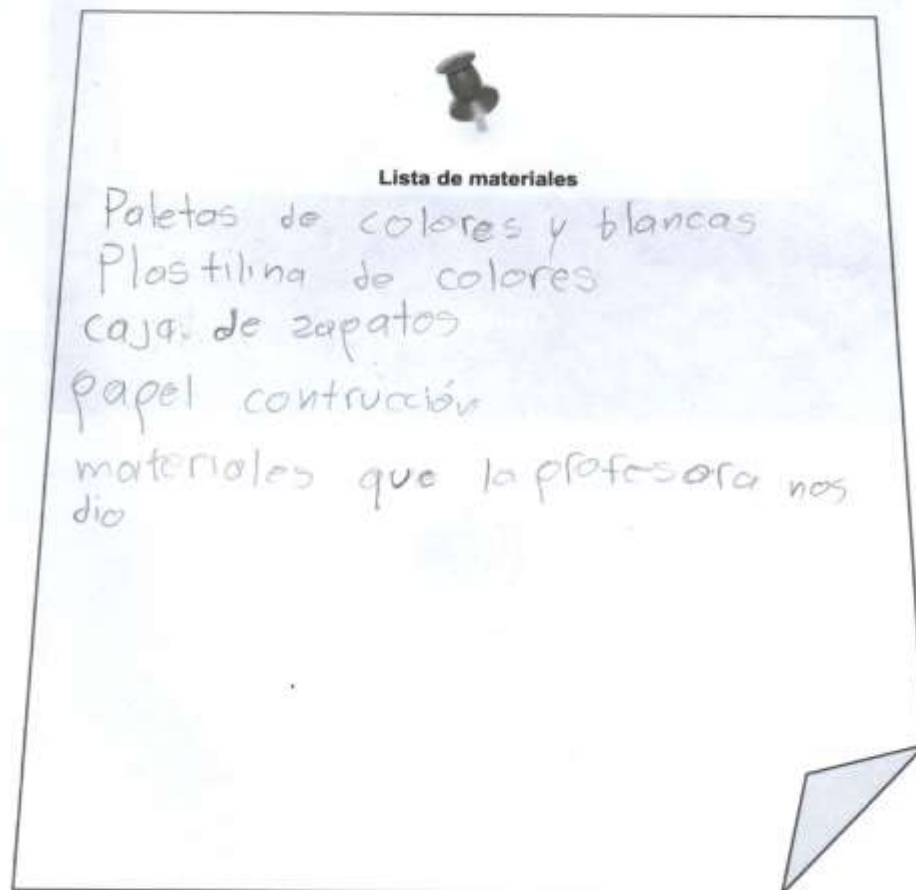 Lista de materiales
Paletas de colores y blancas
Plastilina de colores
caja. de zapatos
papel contrucción
materiales que la profesora nos
dio